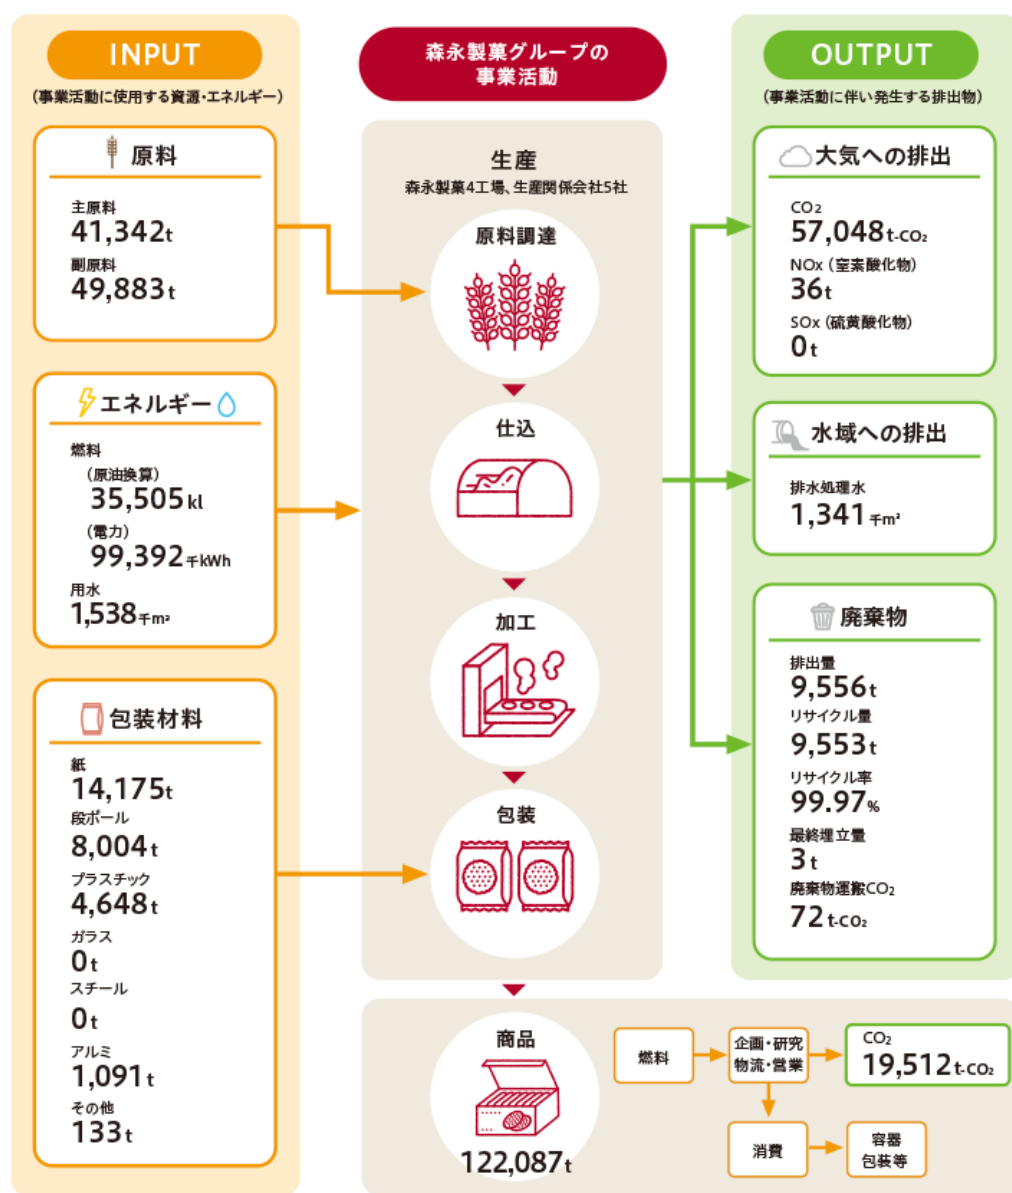 INPUT
(事業活動に使用する資源・エネルギー)
原料
主原料
41,342t
副原料
49,883t
エネルギー
燃料
(原油換算)
35,505kl
(電力)
99,392千kWh
用水
1,538千m³
包装材料
紙
14,175t
段ボール
8,004t
プラスチック
4,648t
ガラス
0t
スチール
0t
アルミ
1,091t
その他
133t
森永製菓グループの
事業活動
生産
森永製菓4工場、生産関係会社5社
原料調達
仕込
加工
包装
商品
122,087t
OUTPUT
(事業活動に伴い発生する排出物)
大気への排出
CO₂
57,048t-CO₂
NOx(窒素酸化物)
36t
SOx(硫黄酸化物)
0t
水域への排出
排水処理水
1,341千m³
廃棄物
排出量
9,556t
リサイクル量
9,553t
リサイクル率
99.97%
最終埋立量
3t
廃棄物運搬CO₂
72t-CO₂
燃料
企画・研究
物流・営業
CO₂
19,512t-CO₂
消費
容器
包装等